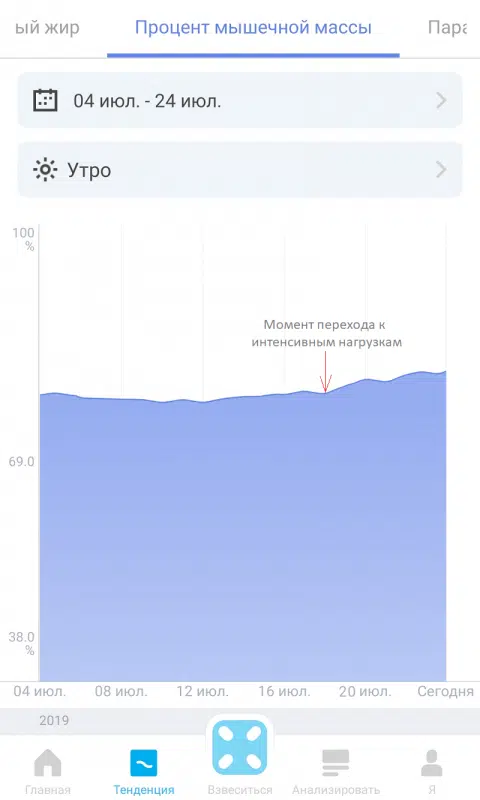 ый жир
Процент мышечной массы
Пара
04 июл. - 24 июл.
Утро
100
%
Момент перехода к
интенсивным нагрузкам
69.0
38.0
%
04 июл.
08 июл.
12 июл.
16 июл.
20 июл.
Сегодня
2019
Главная
Тенденция
Взвеситься
Анализировать
Я